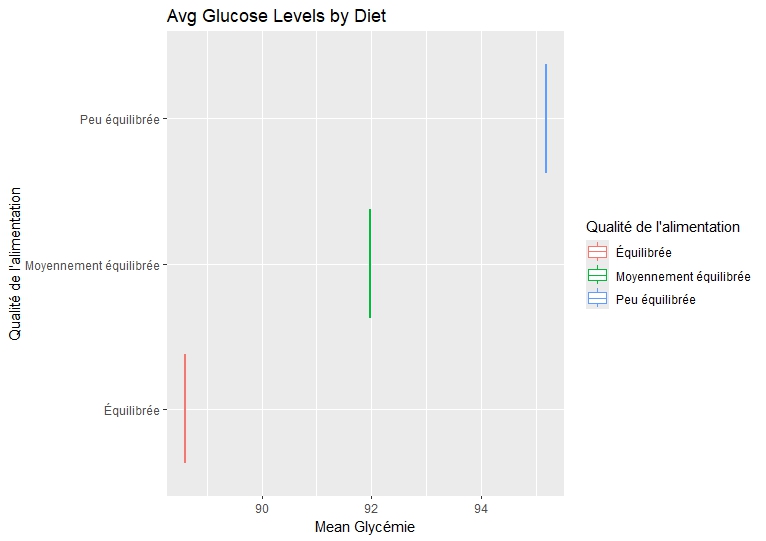 Avg Glucose Levels by Diet
Qualité de l'alimentation
Peu équilibrée
Moyennement équilibrée
Équilibrée
90
92
94
Mean Glycémie
Qualité de l'alimentation
Équilibrée
Moyennement équilibrée
Peu équilibrée